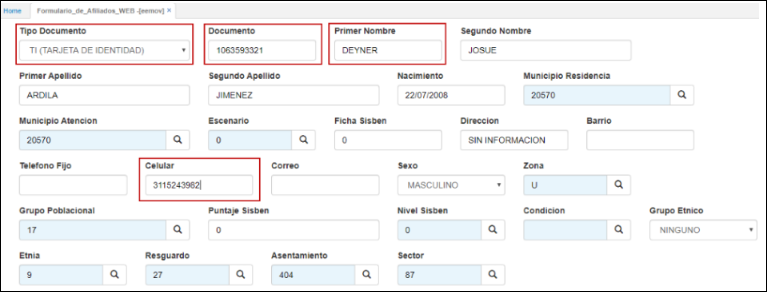 Home Formulario_de_Afiliados_WEB -[eemov] ×
Tipo Documento Documento Primer Nombre Segundo Nombre
TI (TARJETA DE IDENTIDAD) 1063593321 DEYNER JOSUE
Primer Apellido Segundo Apellido Nacimiento Municipio Residencia
ARDILA JIMENEZ 22/07/2008 20570
Municipio Atencion Escenario Ficha Sisben Direccion Barrio
20570 0 0 SIN INFORMACION
Telefono Fijo Celular Correo Sexo Zona
3115243962 MASCULINO U
Grupo Poblacional Puntaje Sisben Nivel Sisben Condicion Grupo Etnico
17 0 0 NINGUNO
Etnia Resguardo Asentamiento Sector
9 27 404 87